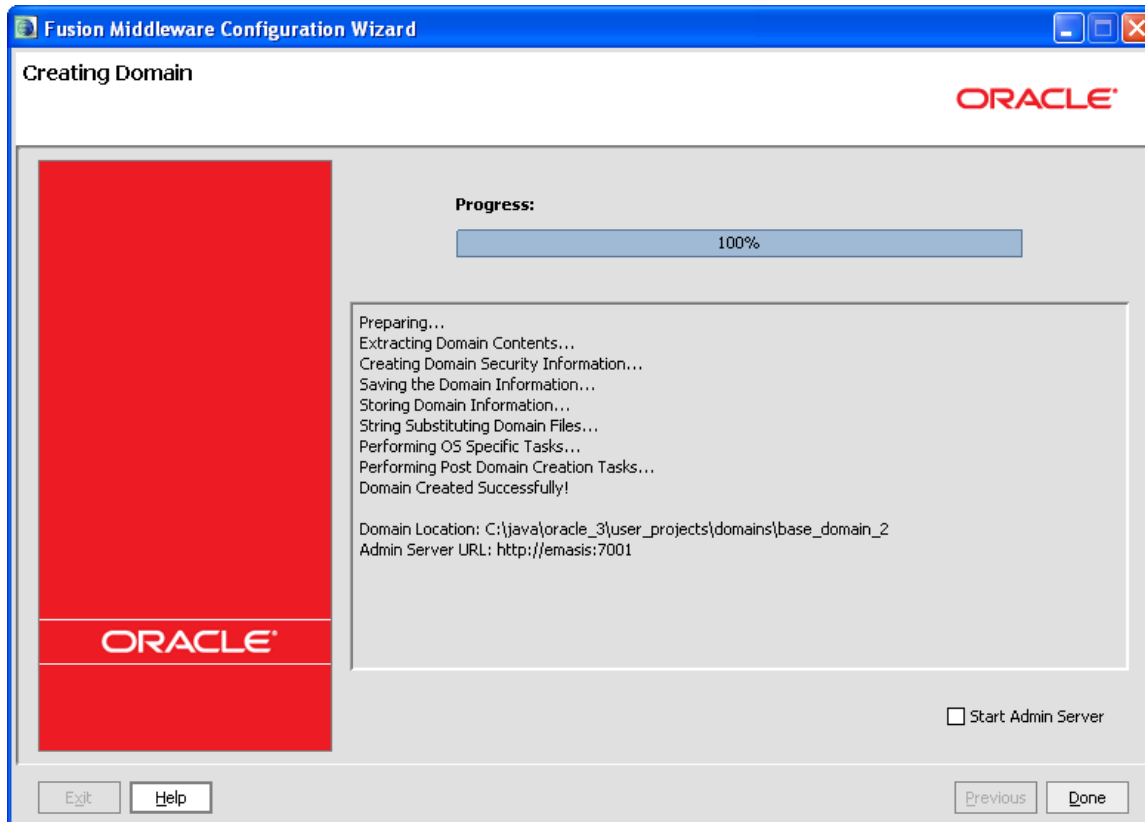 Fusion Middleware Configuration Wizard
Creating Domain
ORACLE
Progress:
100%
Preparing...
Extracting Domain Contents...
Creating Domain Security Information...
Saving the Domain Information...
Storing Domain Information...
String Substituting Domain Files...
Performing OS Specific Tasks...
Performing Post Domain Creation Tasks...
Domain Created Successfully!
Domain Location: C:\java\oracle_3\user_projects\domains\base_domain_2
Admin Server URL: http://emasis:7001
ORACLE
Start Admin Server
Exit
Help
Previous
Done